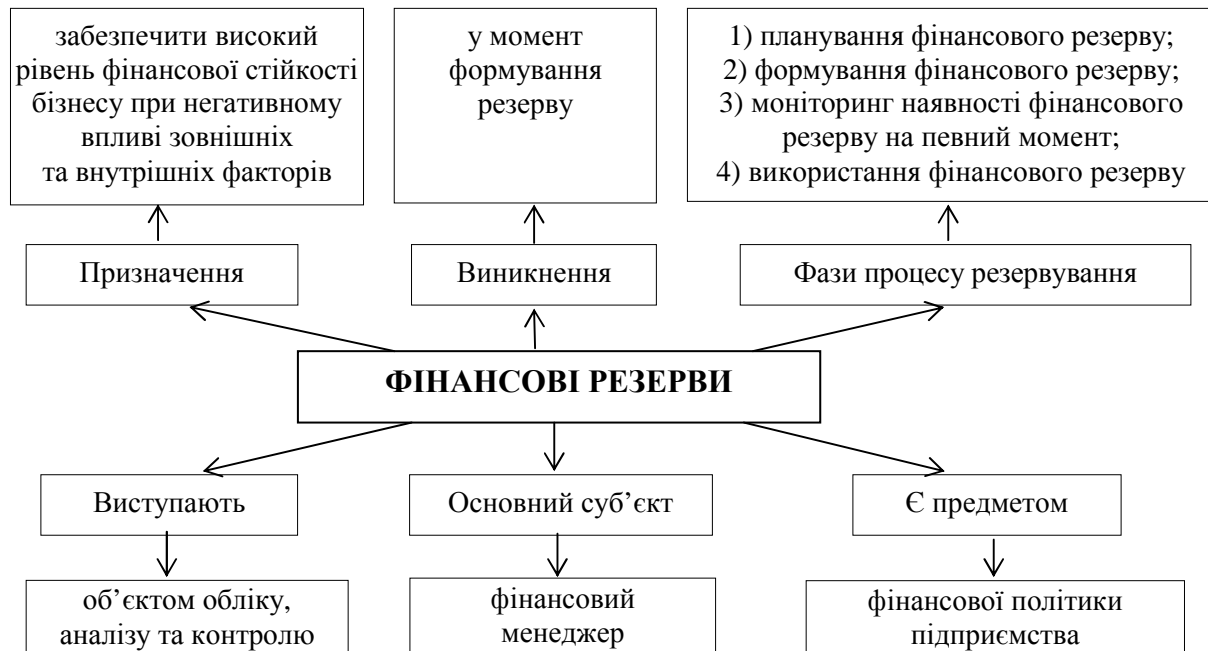 забезпечити високий
рівень фінансової стійкості
бізнесу при негативному
впливі зовнішніх
та внутрішніх факторів
у момент
формування
резерву
1) планування фінансового резерву;
2) формування фінансового резерву;
3) моніторинг наявності фінансового
резерву на певний момент;
4) використання фінансового резерву
Призначення
Виникнення
Фази процесу резервування
ФІНАНСОВІ РЕЗЕРВИ
Виступають
Основний суб’єкт
Є предметом
об’єктом обліку,
аналізу та контролю
фінансовий
менеджер
фінансової політики
підприємства